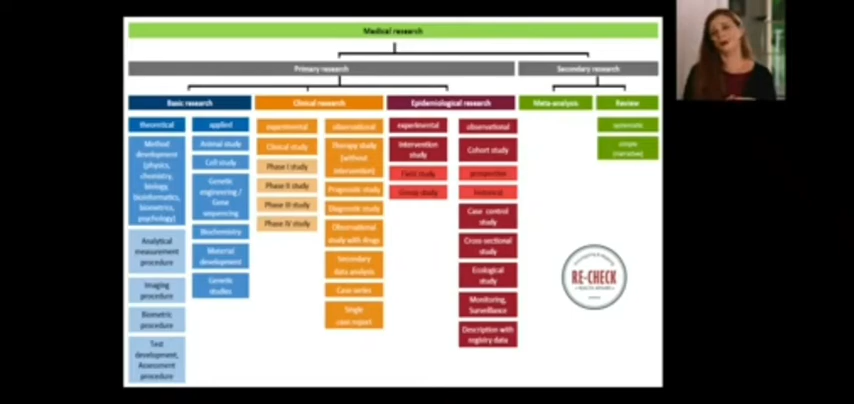 Medical research
Primary research
Secondary research
Basic research
Clinical research
Epidemiological research
Meta-analysis
Review
theoretical
applied
experimental
observational
experimental
observational
systematic
simple
(narrative)
Method
development
(physics,
chemistry,
biology,
bioinformatics,
biometrics,
psychology)
Analytical
measurement
procedure
Imaging
procedure
Biometric
procedure
Test
development,
Assessment
procedure
Animal study
Cell study
Genetic
engineering /
Gene
sequencing
Biochemistry
Material
development
Genetic
studies
Clinical study
Phase I study
Phase II study
Phase III study
Phase IV study
Therapy study
(without
intervention)
Prognostic study
Diagnostic study
Observational
study with drugs
Secondary
data analysis
Case series
Single
case report
Intervention
study
Field study
Group study
Cohort study
prospective
historical
Case control
study
Cross-sectional
study
Ecological
study
Monitoring,
Surveillance
Description with
registry data
RE-CHECK